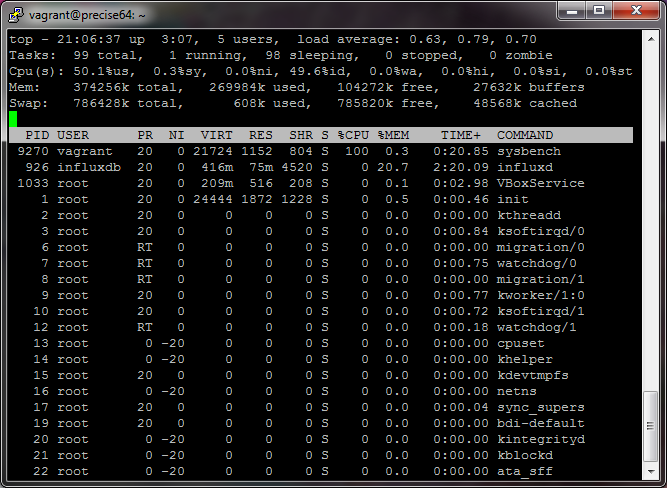 vagrant@precise64: ~
top - 21:06:37 up  3:07,  5 users,  load average: 0.63, 0.79, 0.70
Tasks:  99 total,   1 running,  98 sleeping,   0 stopped,   0 zombie
Cpu(s): 50.1%us,  0.3%sy,  0.0%ni, 49.6%id,  0.0%wa,  0.0%hi,  0.0%si,  0.0%st
Mem:    374256k total,   269984k used,   104272k free,    27632k buffers
Swap:   786428k total,      608k used,   785820k free,    48568k cached
  PID USER      PR  NI  VIRT  RES  SHR S %CPU %MEM    TIME+  COMMAND
 9270 vagrant   20   0 21724 1152  804 S  100  0.3   0:20.85 sysbench
  926 influxdb  20   0  416m  75m 4520 S    0 20.7   2:20.09 influxd
 1033 root      20   0  209m  516  208 S    0  0.1   0:02.98 VBoxService
    1 root      20   0 24444 1872 1228 S    0  0.5   0:00.46 init
    2 root      20   0     0    0    0 S    0  0.0   0:00.00 kthreadd
    3 root      20   0     0    0    0 S    0  0.0   0:00.84 ksoftirqd/0
    6 root      RT   0     0    0    0 S    0  0.0   0:00.00 migration/0
    7 root      RT   0     0    0    0 S    0  0.0   0:00.75 watchdog/0
    8 root      RT   0     0    0    0 S    0  0.0   0:00.00 migration/1
    9 root      20   0     0    0    0 S    0  0.0   0:00.77 kworker/1:0
   10 root      20   0     0    0    0 S    0  0.0   0:00.72 ksoftirqd/1
   12 root      RT   0     0    0    0 S    0  0.0   0:00.18 watchdog/1
   13 root       0 -20     0    0    0 S    0  0.0   0:00.00 cpuset
   14 root       0 -20     0    0    0 S    0  0.0   0:00.00 khelper
   15 root      20   0     0    0    0 S    0  0.0   0:00.00 kdevtmpfs
   16 root       0 -20     0    0    0 S    0  0.0   0:00.00 netns
   17 root      20   0     0    0    0 S    0  0.0   0:00.04 sync_supers
   19 root      20   0     0    0    0 S    0  0.0   0:00.00 bdi-default
   20 root       0 -20     0    0    0 S    0  0.0   0:00.00 kintegrityd
   21 root       0 -20     0    0    0 S    0  0.0   0:00.00 kblockd
   22 root       0 -20     0    0    0 S    0  0.0   0:00.00 ata_sff